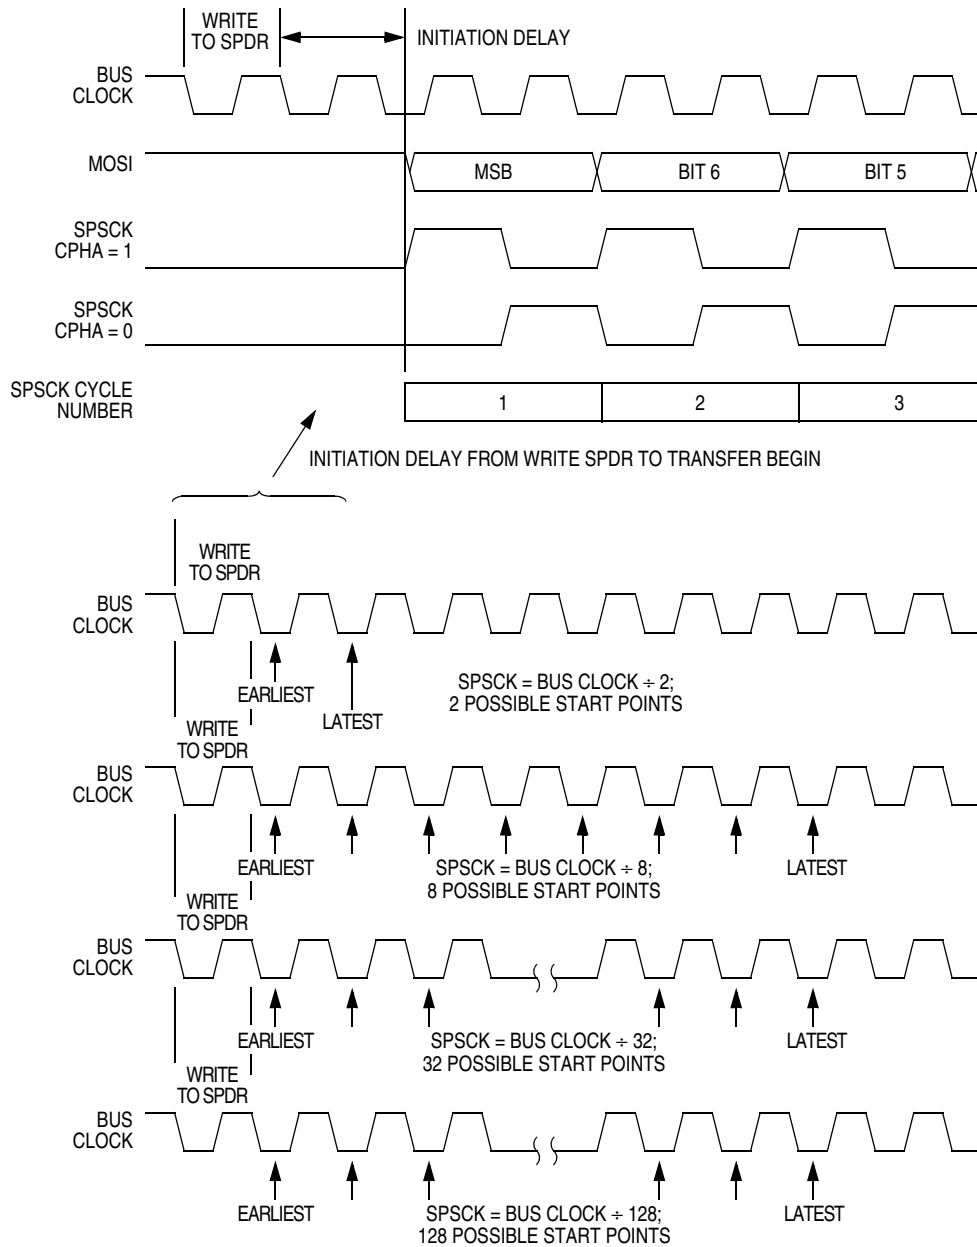 WRITE
TO SPDR
INITIATION DELAY
BUS
CLOCK
MOSI
MSB
BIT 6
BIT 5
SPSCK
CPHA = 1
SPSCK
CPHA = 0
SPSCK CYCLE
NUMBER
1
2
3
INITIATION DELAY FROM WRITE SPDR TO TRANSFER BEGIN
WRITE
TO SPDR
BUS
CLOCK
EARLIEST
LATEST
SPSCK = BUS CLOCK ÷ 2;
2 POSSIBLE START POINTS
WRITE
TO SPDR
BUS
CLOCK
EARLIEST
SPSCK = BUS CLOCK ÷ 8;
8 POSSIBLE START POINTS
LATEST
WRITE
TO SPDR
BUS
CLOCK
EARLIEST
SPSCK = BUS CLOCK ÷ 32;
32 POSSIBLE START POINTS
LATEST
WRITE
TO SPDR
BUS
CLOCK
EARLIEST
SPSCK = BUS CLOCK ÷ 128;
128 POSSIBLE START POINTS
LATEST